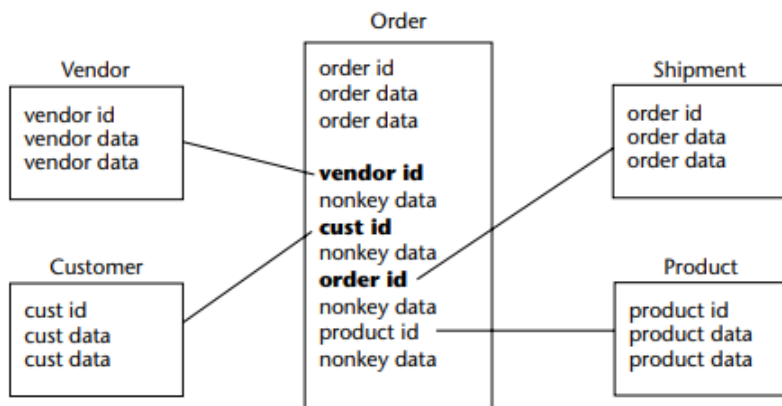 Order
order id
order data
order data
vendor id
nonkey data
cust id
nonkey data
order id
nonkey data
product id
nonkey data
Vendor
vendor id
vendor data
vendor data
Customer
cust id
cust data
cust data
Shipment
order id
order data
order data
Product
product id
product data
product data